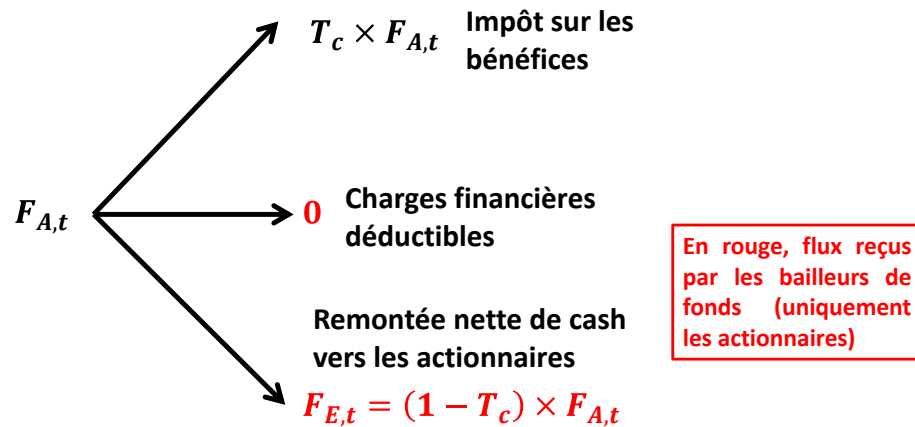 T_c × F_{A,t} Impôt sur les
bénéfices
F_{A,t}
0 Charges financières
déductibles
En rouge, flux reçus
par les bailleurs de
fonds (uniquement
les actionnaires)
Remontée nette de cash
vers les actionnaires
F_{E,t} = (1 − T_c) × F_{A,t}